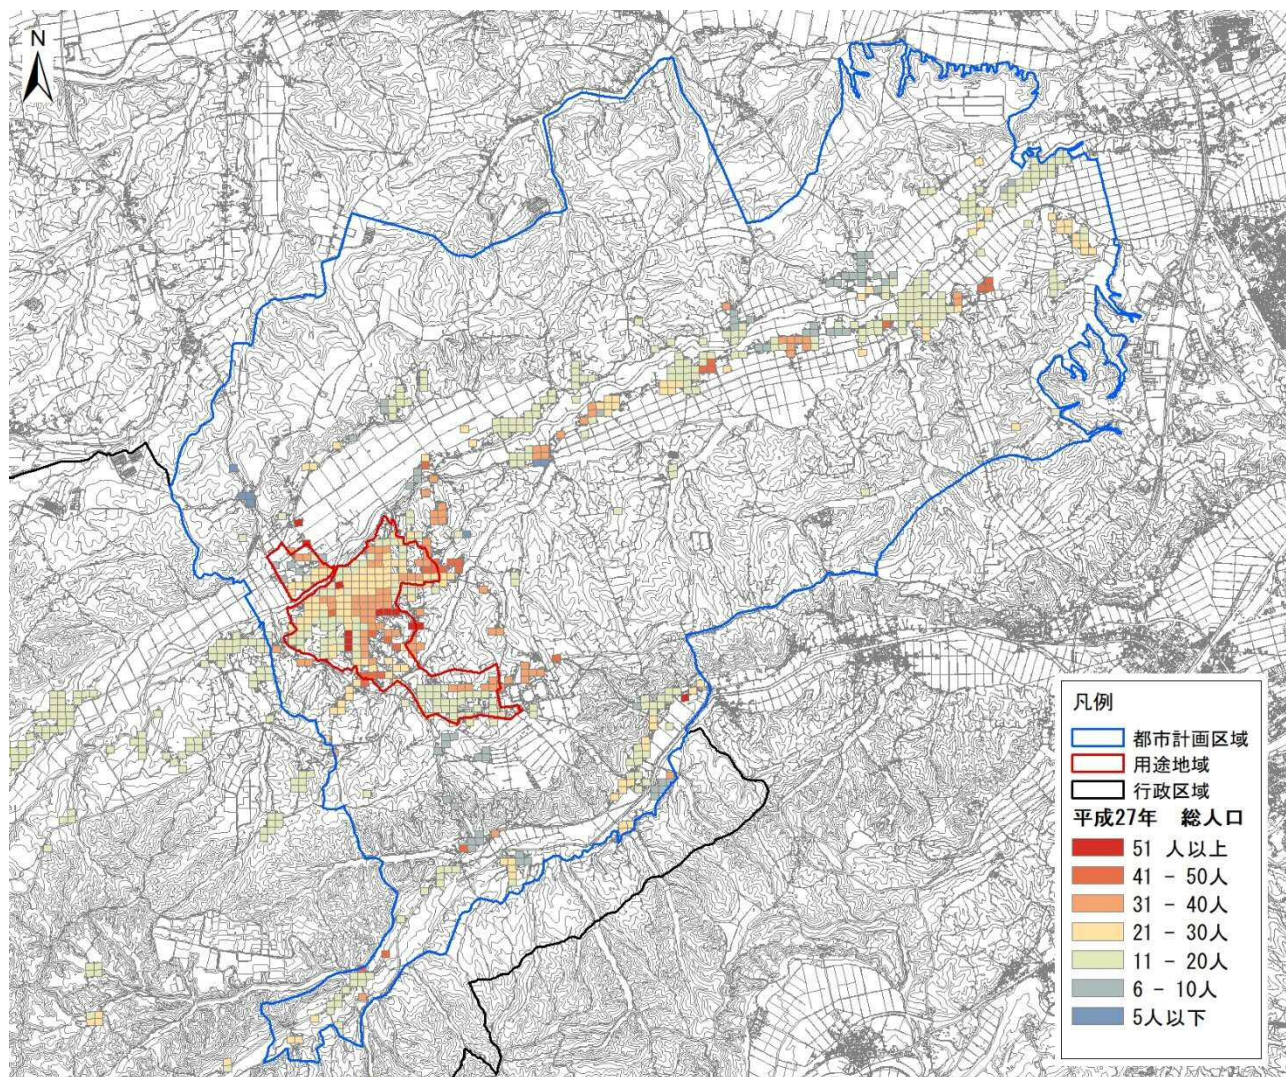 N
凡例
都市計画区域
用途地域
行政区域
平成27年 総人口
51 人以上
41 - 50人
31 - 40人
21 - 30人
11 - 20人
6 - 10人
5人以下